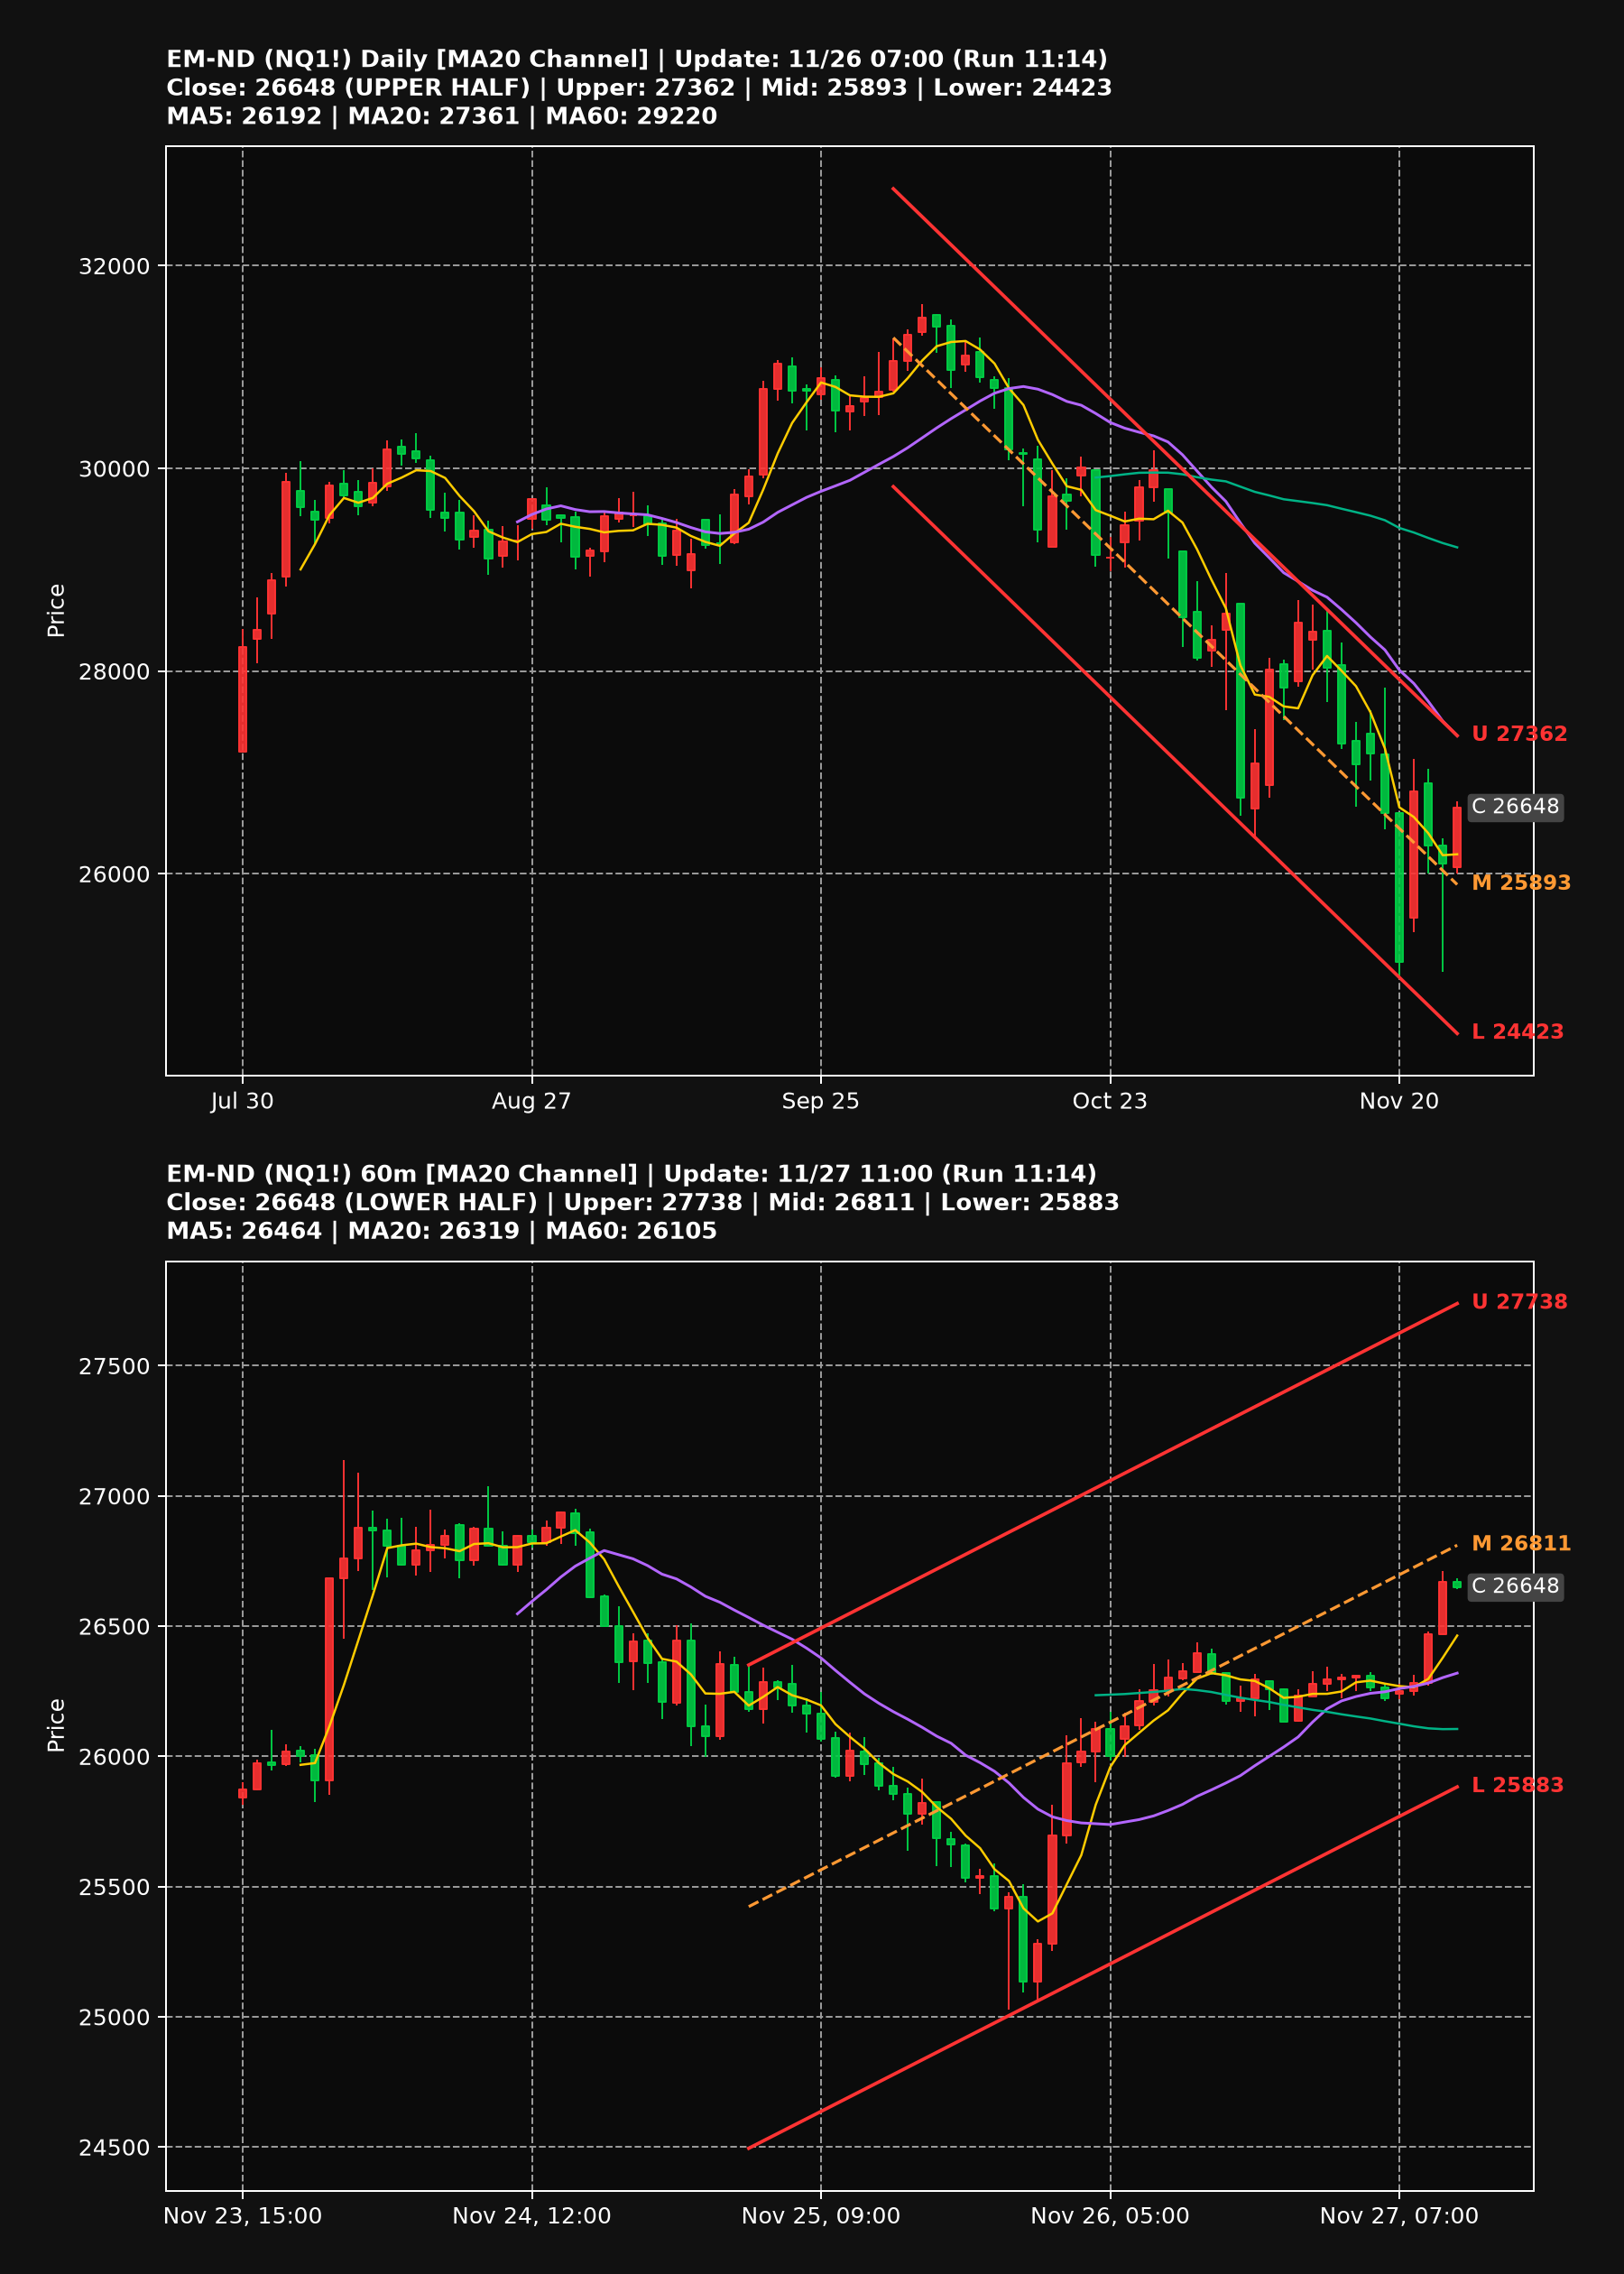 EM-ND (NQ1!) Daily [MA20 Channel] | Update: 11/26 07:00 (Run 11:14)
Close: 26648 (UPPER HALF) | Upper: 27362 | Mid: 25893 | Lower: 24423
MA5: 26192 | MA20: 27361 | MA60: 29220
32000
30000
28000
26000
Price
U 27362
C 26648
M 25893
L 24423
Jul 30
Aug 27
Sep 25
Oct 23
Nov 20
EM-ND (NQ1!) 60m [MA20 Channel] | Update: 11/27 11:00 (Run 11:14)
Close: 26648 (LOWER HALF) | Upper: 27738 | Mid: 26811 | Lower: 25883
MA5: 26464 | MA20: 26319 | MA60: 26105
27500
27000
26500
26000
25500
25000
24500
Price
U 27738
M 26811
C 26648
L 25883
Nov 23, 15:00
Nov 24, 12:00
Nov 25, 09:00
Nov 26, 05:00
Nov 27, 07:00